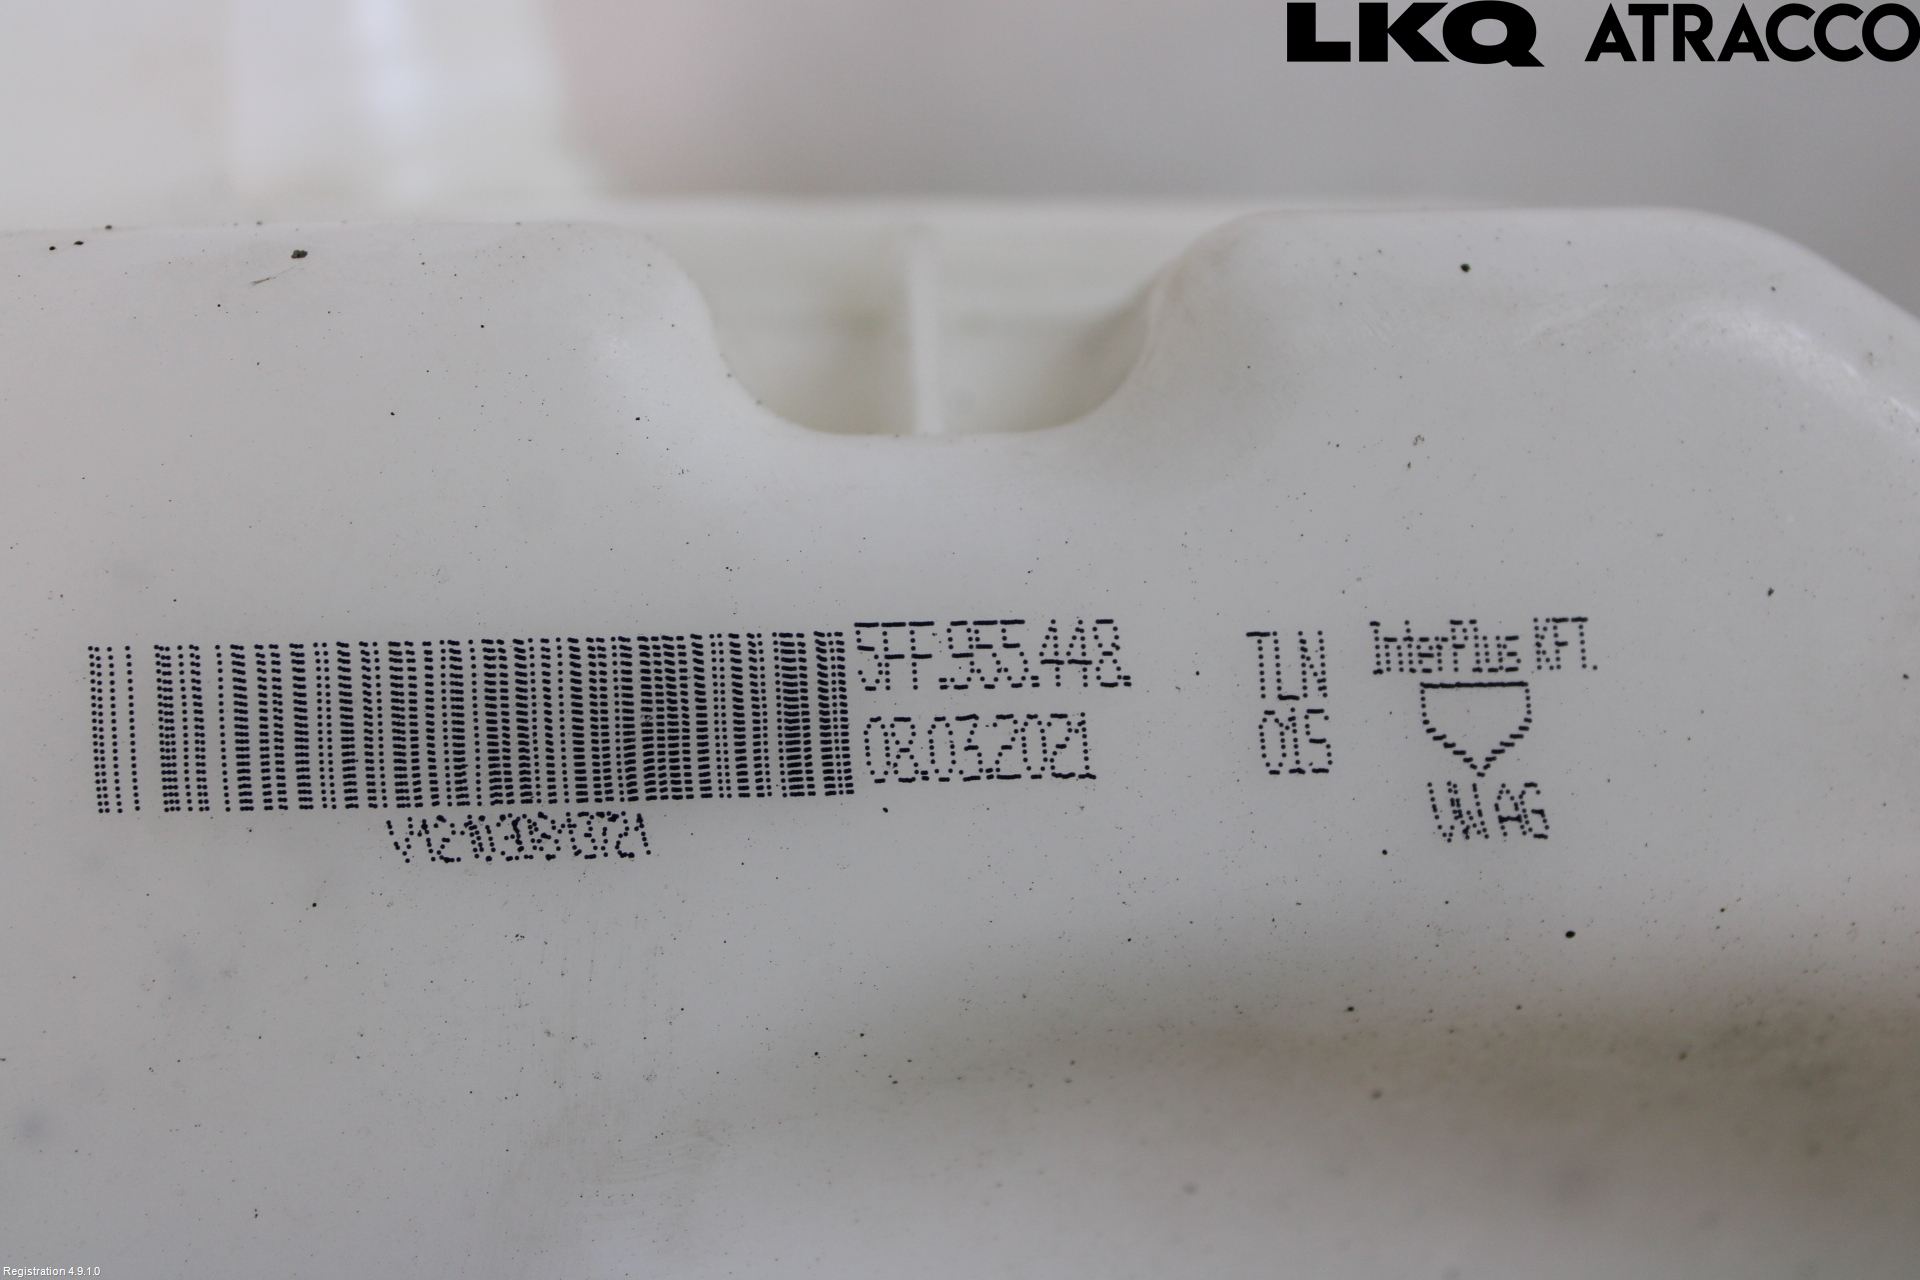 LKQ ATRACCO
5FF.955.448.
08.03.2021
TLN
015
InterPlus KFT.
VW AG
Registration 4.9.1.0